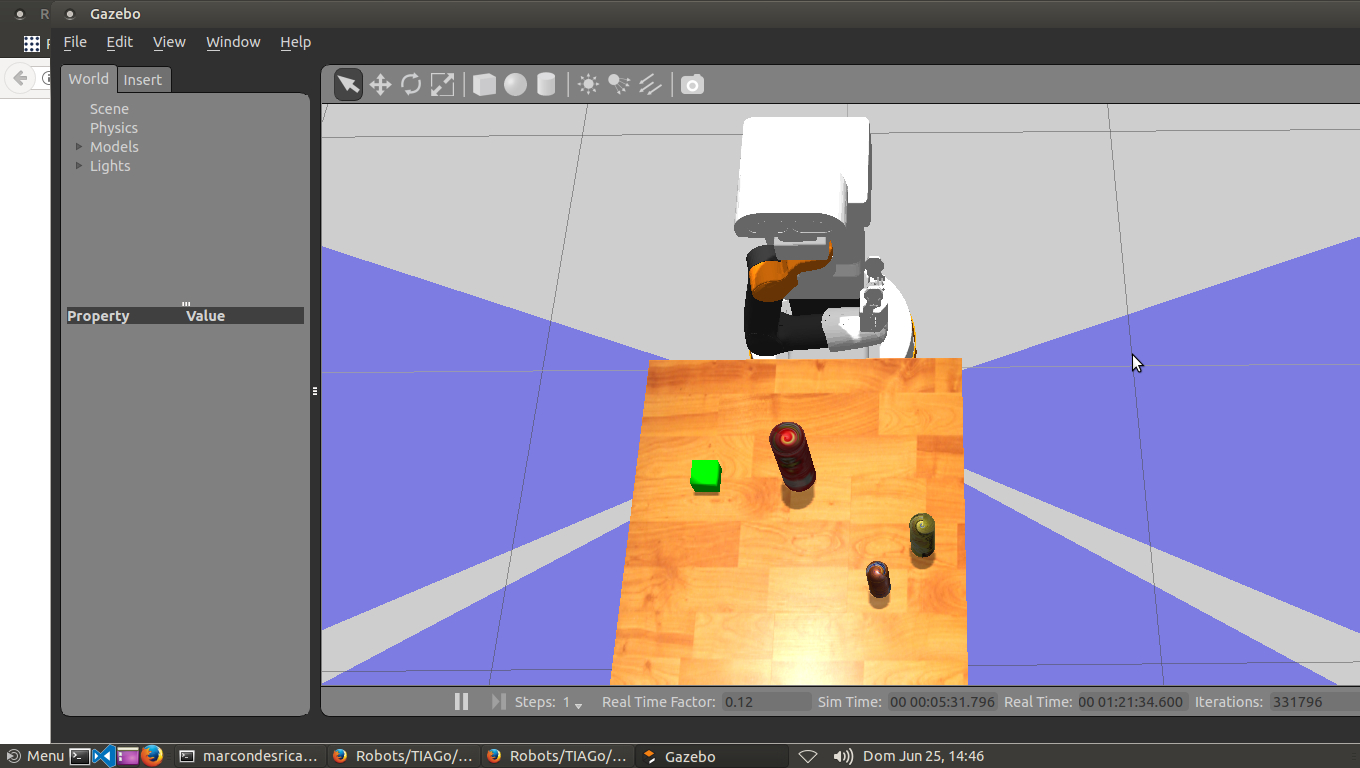 R
Gazebo
File Edit View Window Help
World Insert
Scene
Physics
Models
Lights
Property Value
Steps: 1 Real Time Factor: 0.12 Sim Time: 00 00:05:31.796 Real Time: 00 01:21:34.600 Iterations: 331796
Menu marcondesrica... Robots/TIAGo/... Robots/TIAGo/... Gazebo Dom Jun 25, 14:46